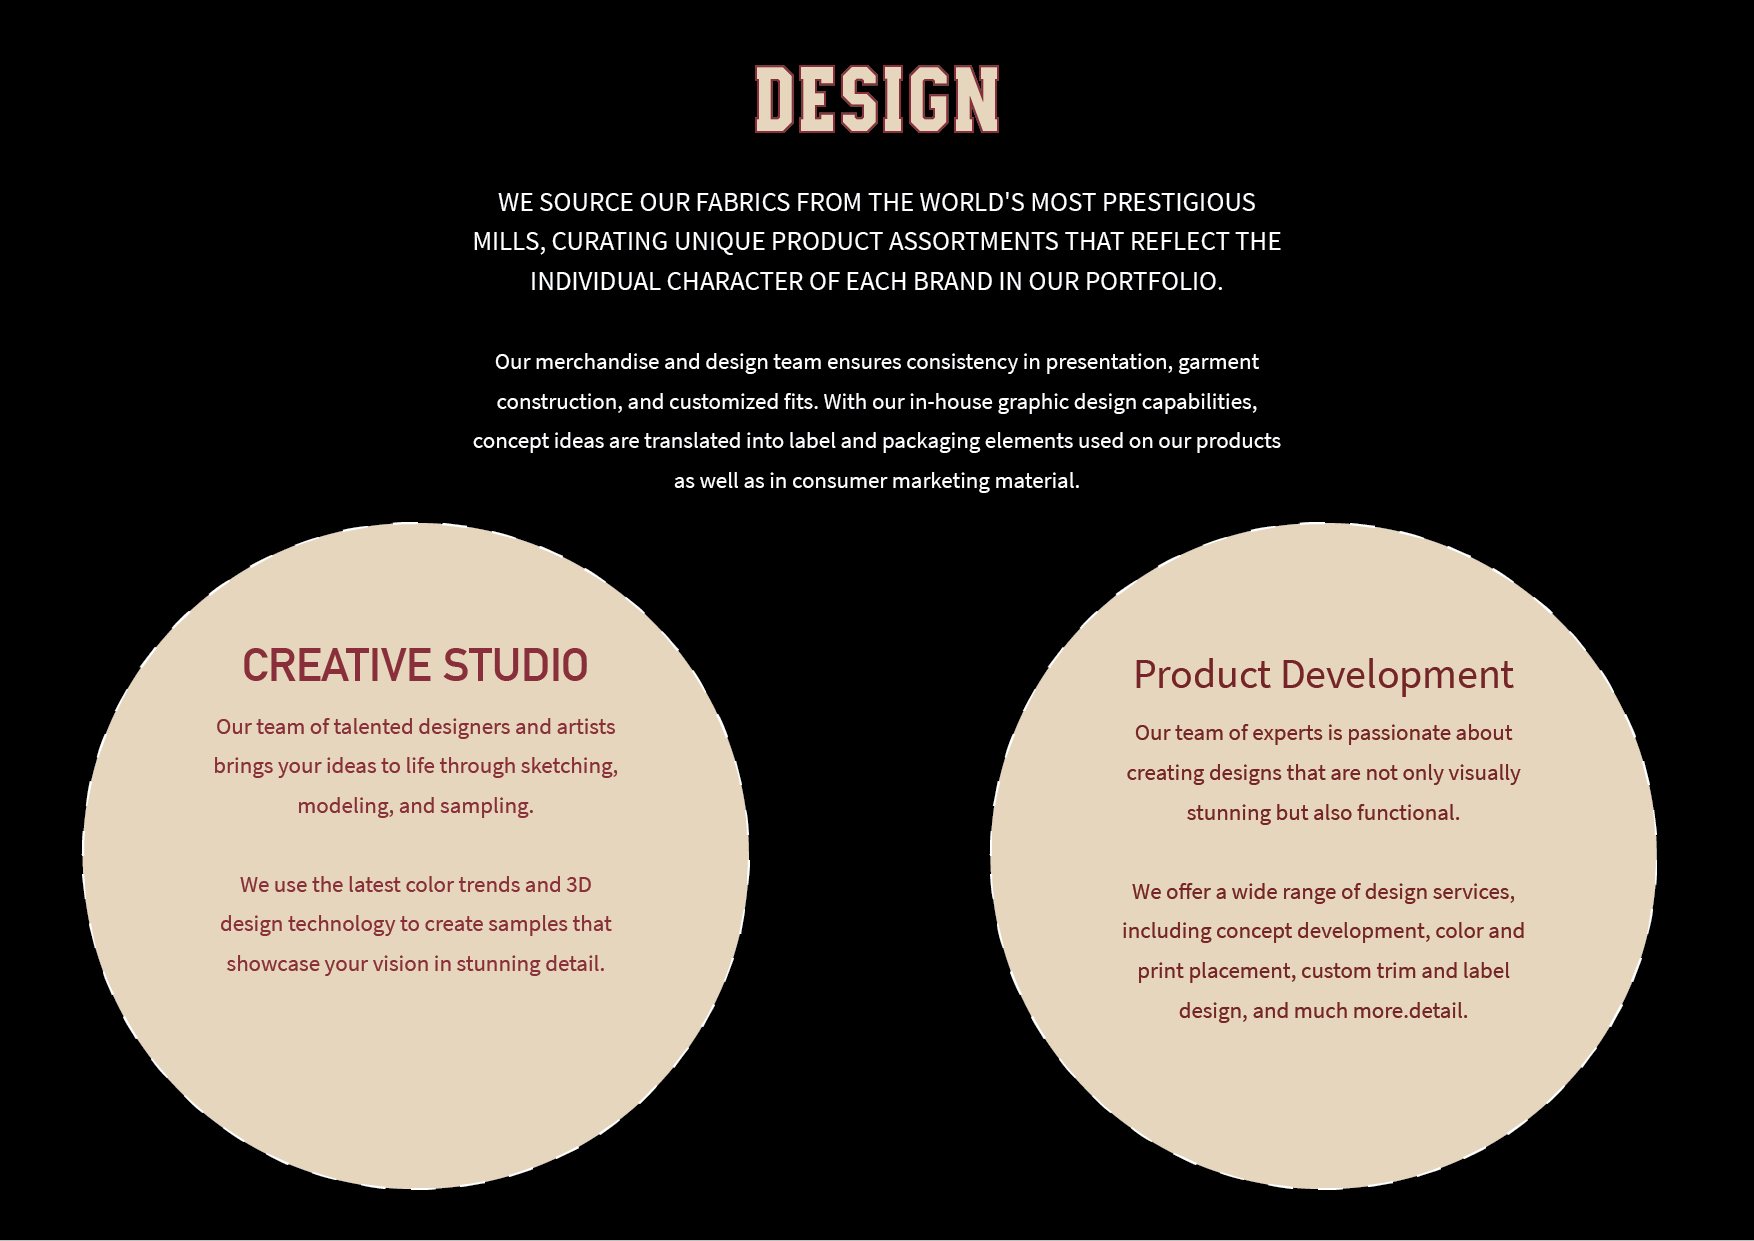 DESIGN
WE SOURCE OUR FABRICS FROM THE WORLD'S MOST PRESTIGIOUS
MILLS, CURATING UNIQUE PRODUCT ASSORTMENTS THAT REFLECT THE
INDIVIDUAL CHARACTER OF EACH BRAND IN OUR PORTFOLIO.
Our merchandise and design team ensures consistency in presentation, garment
construction, and customized fits. With our in-house graphic design capabilities,
concept ideas are translated into label and packaging elements used on our products
as well as in consumer marketing material.
CREATIVE STUDIO
Our team of talented designers and artists
brings your ideas to life through sketching,
modeling, and sampling.
We use the latest color trends and 3D
design technology to create samples that
showcase your vision in stunning detail.
Product Development
Our team of experts is passionate about
creating designs that are not only visually
stunning but also functional.
We offer a wide range of design services,
including concept development, color and
print placement, custom trim and label
design, and much more.detail.